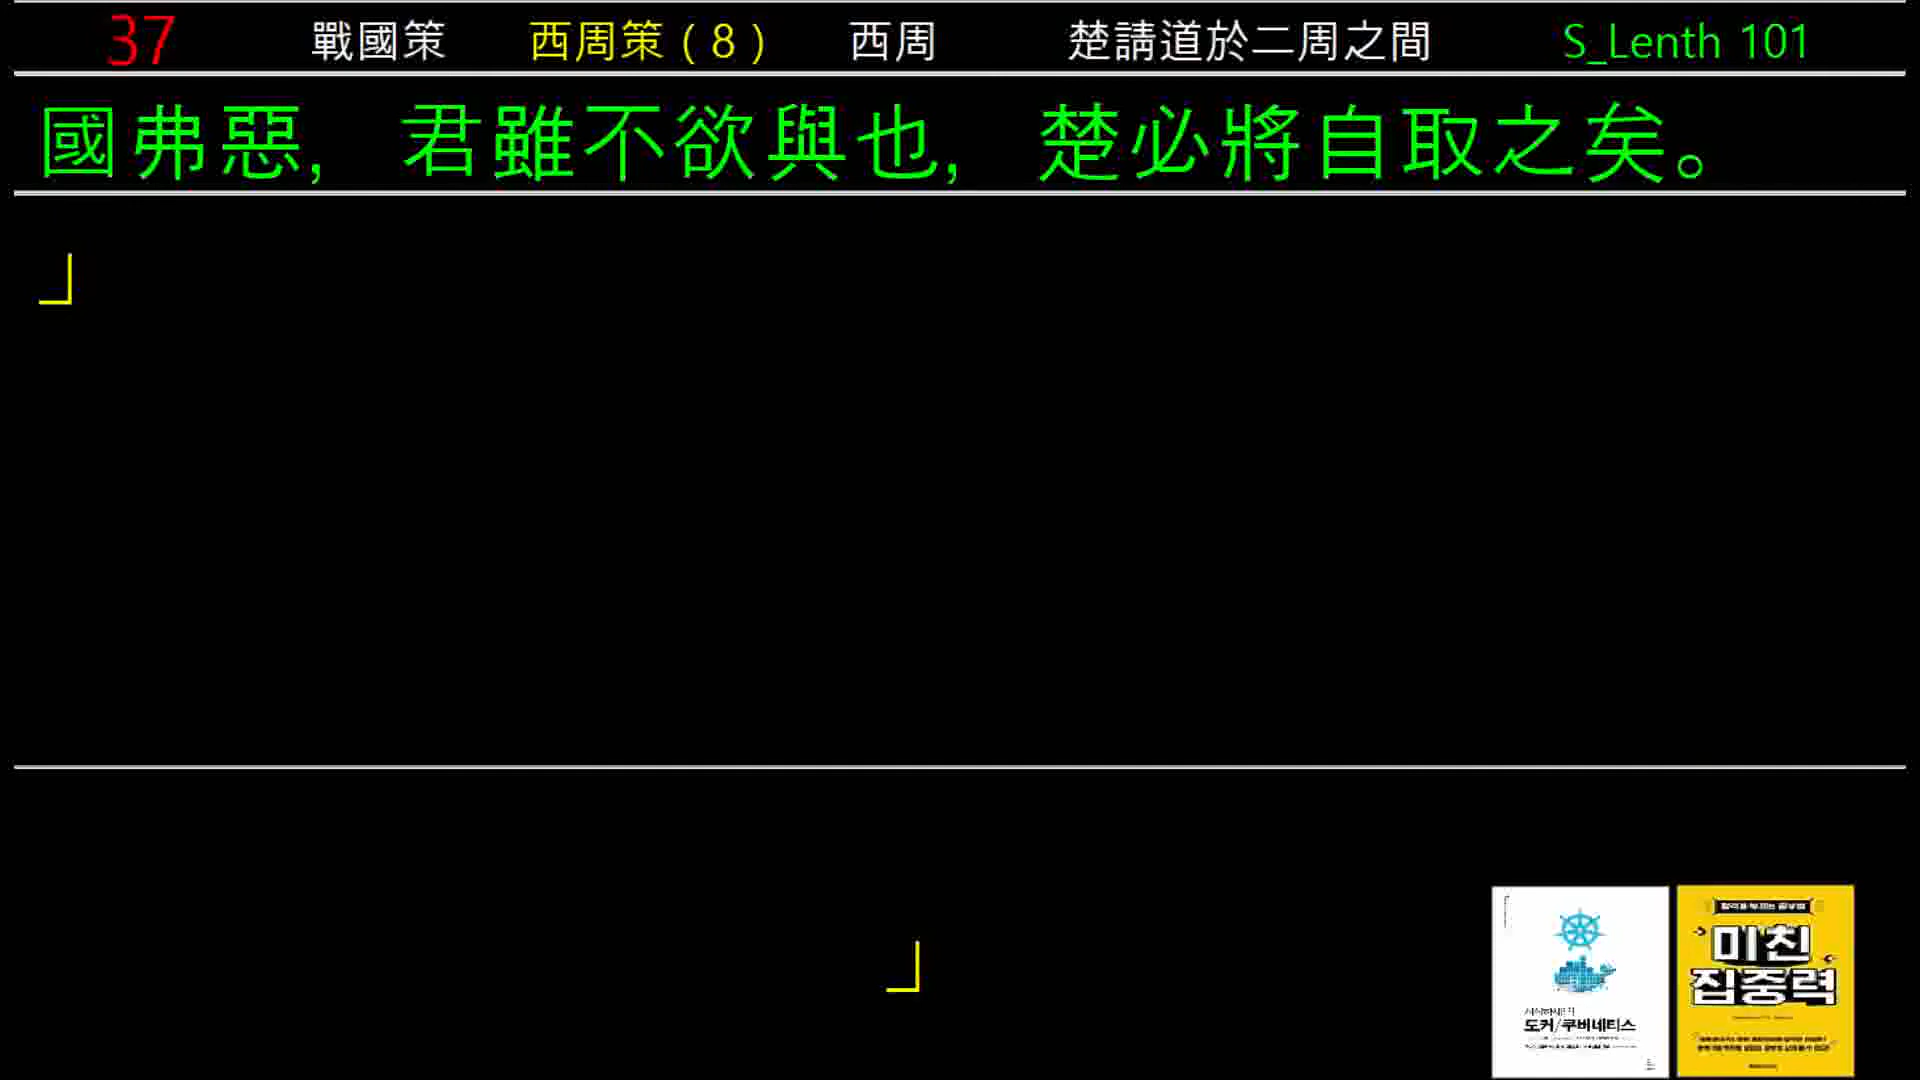 37 戰國策 西周策(8) 西周 楚請道於二周之間 S_Lenth 101
國弗惡, 君雖不欲與也, 楚必將自取之矣。
」
」
도커/쿠버네티스
미친
집중력